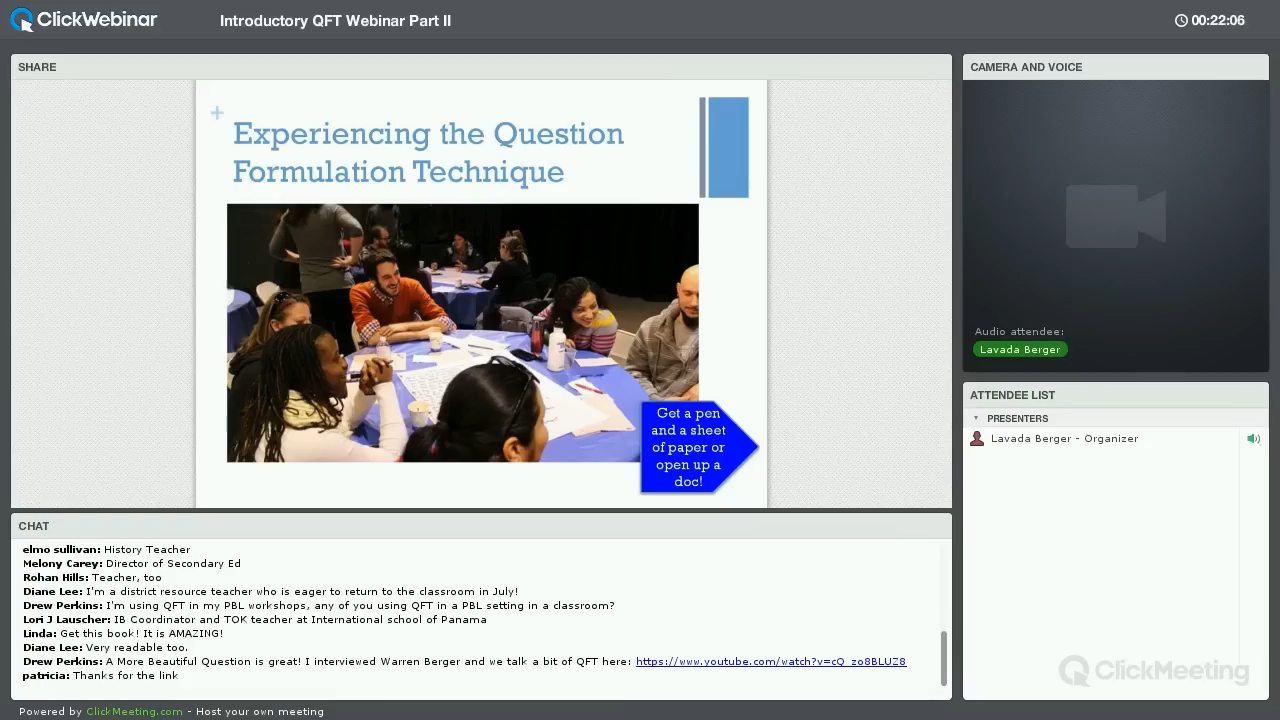 ClickWebinar
Introductory QFT Webinar Part II
00:22:06
SHARE
+
Experiencing the Question
Formulation Technique
Get a pen
and a sheet
of paper or
open up a
doc!
CAMERA AND VOICE
Audio attendee:
Lavada Berger
ATTENDEE LIST
PRESENTERS
Lavada Berger - Organizer
CHAT
elmo sullivan: History Teacher
Melony Carey: Director of Secondary Ed
Rohan Hills: Teacher, too
Diane Lee: I'm a district resource teacher who is eager to return to the classroom in July!
Drew Perkins: I'm using QFT in my PBL workshops, any of you using QFT in a PBL setting in a classroom?
Lori J Lauscher: IB Coordinator and TOK teacher at International school of Panama
Linda: Get this book! It is AMAZING!
Diane Lee: Very readable too.
Drew Perkins: A More Beautiful Question is great! I interviewed Warren Berger and we talk a bit of QFT here: https://www.youtube.com/watch?v=cQ_zo8BLUZ8
patricia: Thanks for the link
ClickMeeting
Powered by ClickMeeting.com - Host your own meeting